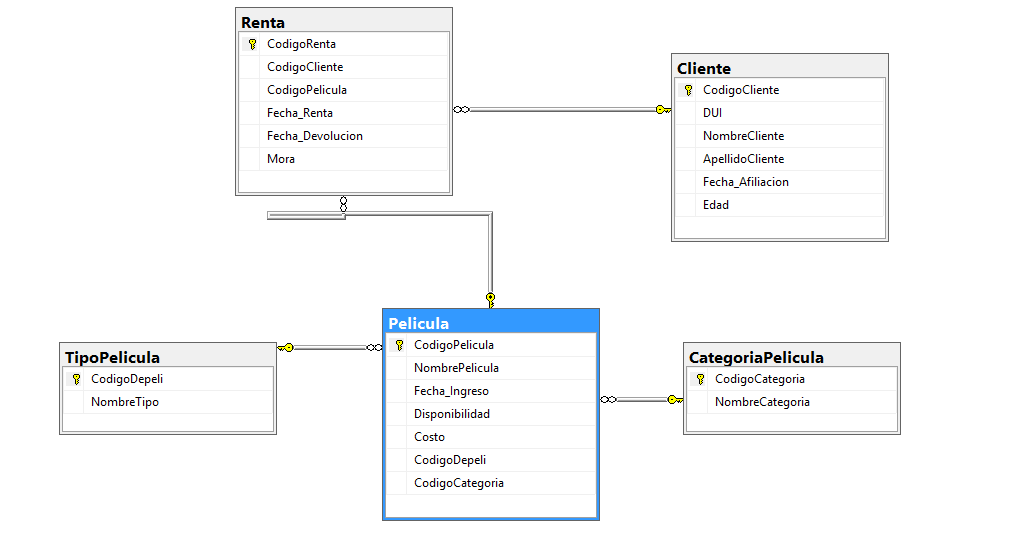 Renta
CodigoRenta
CodigoCliente
CodigoPelicula
Fecha_Renta
Fecha_Devolucion
Mora
Cliente
CodigoCliente
DUI
NombreCliente
ApellidoCliente
Fecha_Afiliacion
Edad
TipoPelicula
CodigoDepeli
NombreTipo
Pelicula
CodigoPelicula
NombrePelicula
Fecha_Ingreso
Disponibilidad
Costo
CodigoDepeli
CodigoCategoria
CategoriaPelicula
CodigoCategoria
NombreCategoria